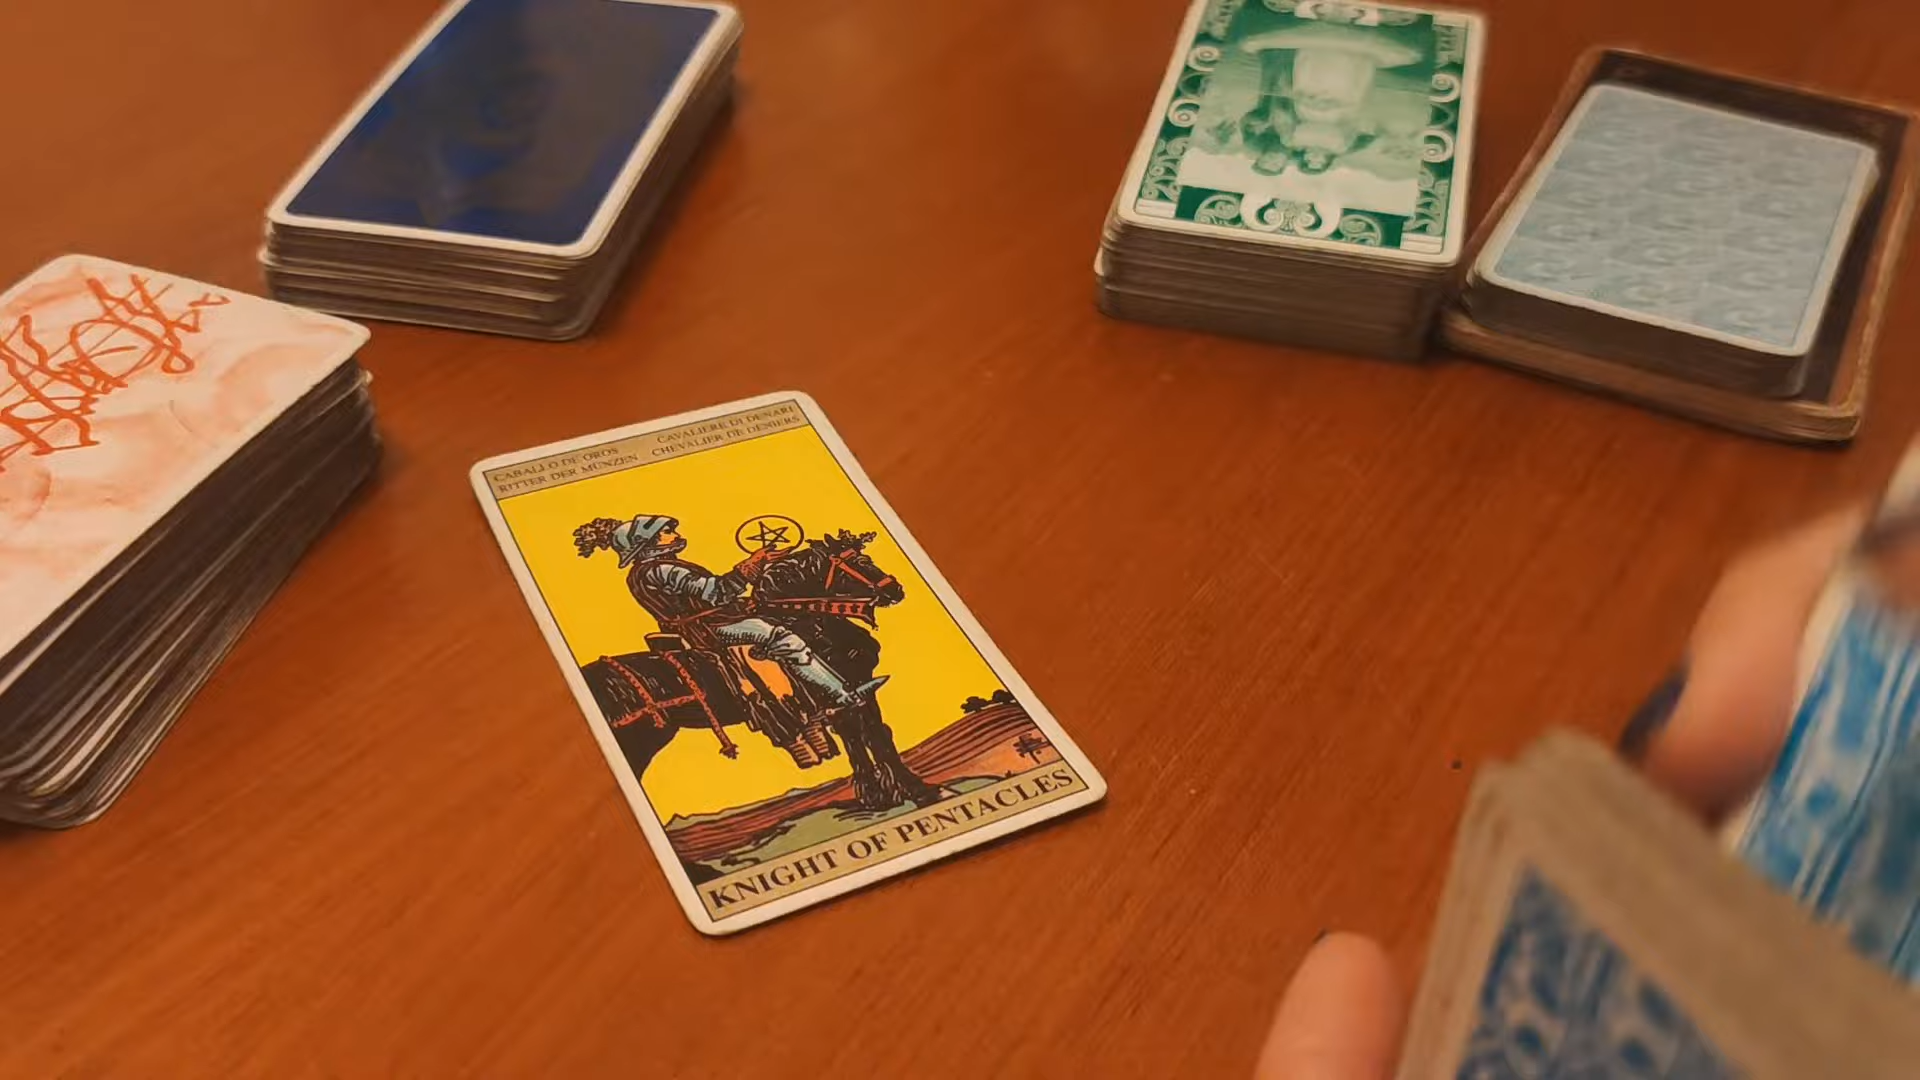 CABALLO DE OROS
RITTER DER MÜNZEN
CAVALIERE DI DENARI
CHEVALIER DE DENIERS
KNIGHT OF PENTACLES